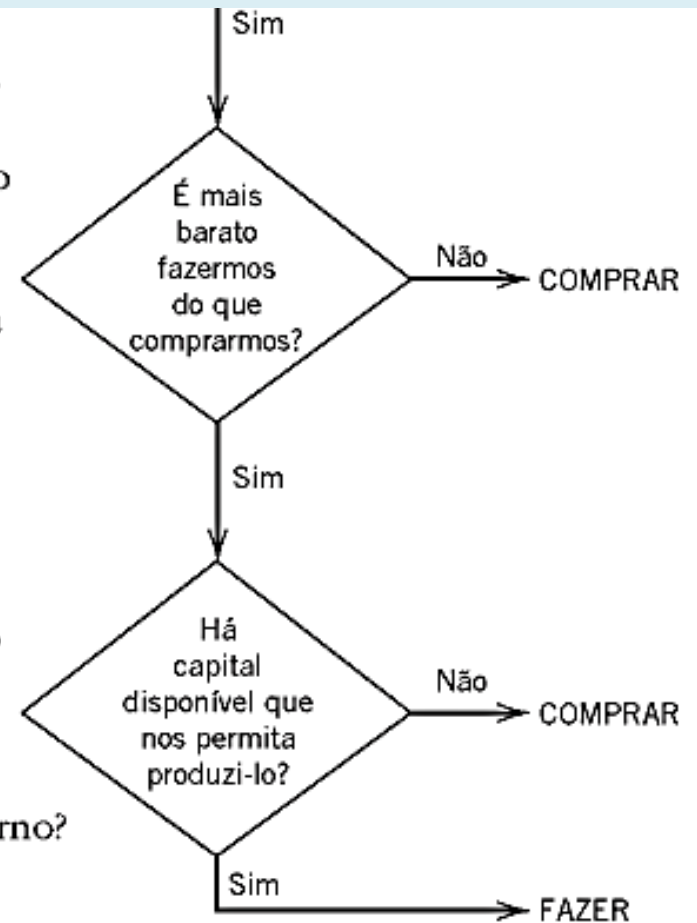 Sim
É mais
barato
fazermos
do que
comprarmos?
Não
COMPRAR
Sim
Há
capital
disponível que
nos permita
produzi-lo?
Não
COMPRAR
Sim
FAZER